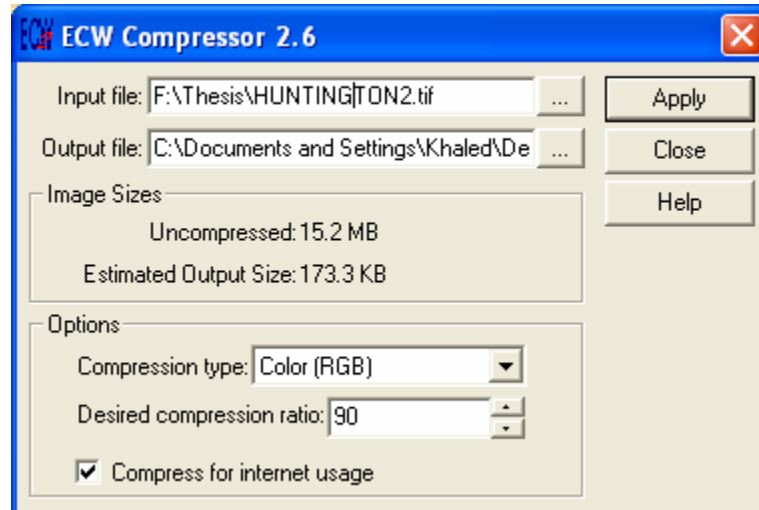 ECW ECW Compressor 2.6
Input file: F:\Thesis\HUNTINGTON2.tif ... Apply
Output file: C:\Documents and Settings\Khaled\De ... Close
Image Sizes
Help
Uncompressed: 15.2 MB
Estimated Output Size: 173.3 KB
Options
Compression type: Color (RGB)
Desired compression ratio: 90
Compress for internet usage